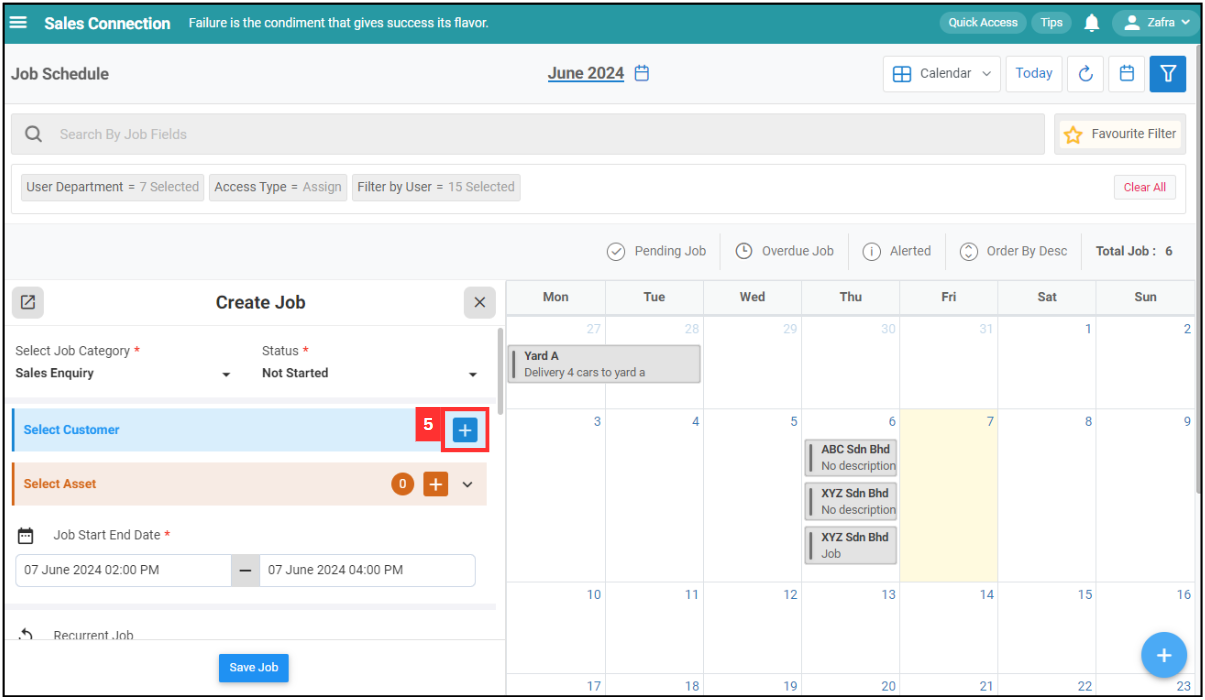 Sales Connection Failure is the condiment that gives success its flavor. Quick Access Tips Zafra
Job Schedule June 2024 Calendar Today
Search By Job Fields Favourite Filter
User Department = 7 Selected Access Type = Assign Filter by User = 15 Selected Clear All
Pending Job Overdue Job Alerted Order By Desc Total Job : 6
Create Job
Select Job Category * Status *
Sales Enquiry Not Started
Select Customer 5
Select Asset 0
Job Start End Date *
07 June 2024 02:00 PM — 07 June 2024 04:00 PM
Recurrent Job
Save Job
Mon Tue Wed Thu Fri Sat Sun
27 28 29 30 31 1 2
Yard A
Delivery 4 cars to yard a
3 4 5 6 7 8 9
ABC Sdn Bhd
No description
XYZ Sdn Bhd
No description
XYZ Sdn Bhd
Job
10 11 12 13 14 15 16
17 18 19 20 21 22 23